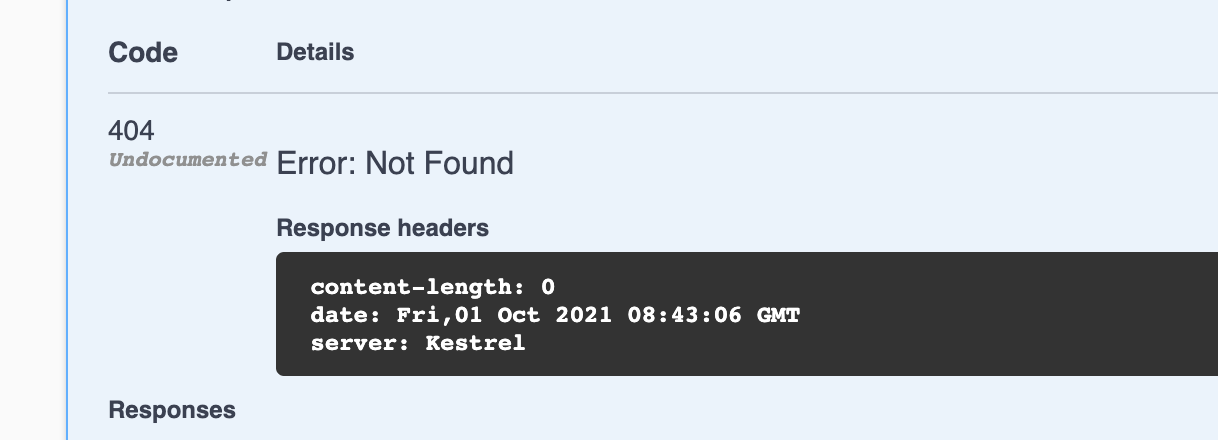 Code Details
404
Undocumented Error: Not Found
Response headers
content-length: 0
date: Fri,01 Oct 2021 08:43:06 GMT
server: Kestrel
Responses